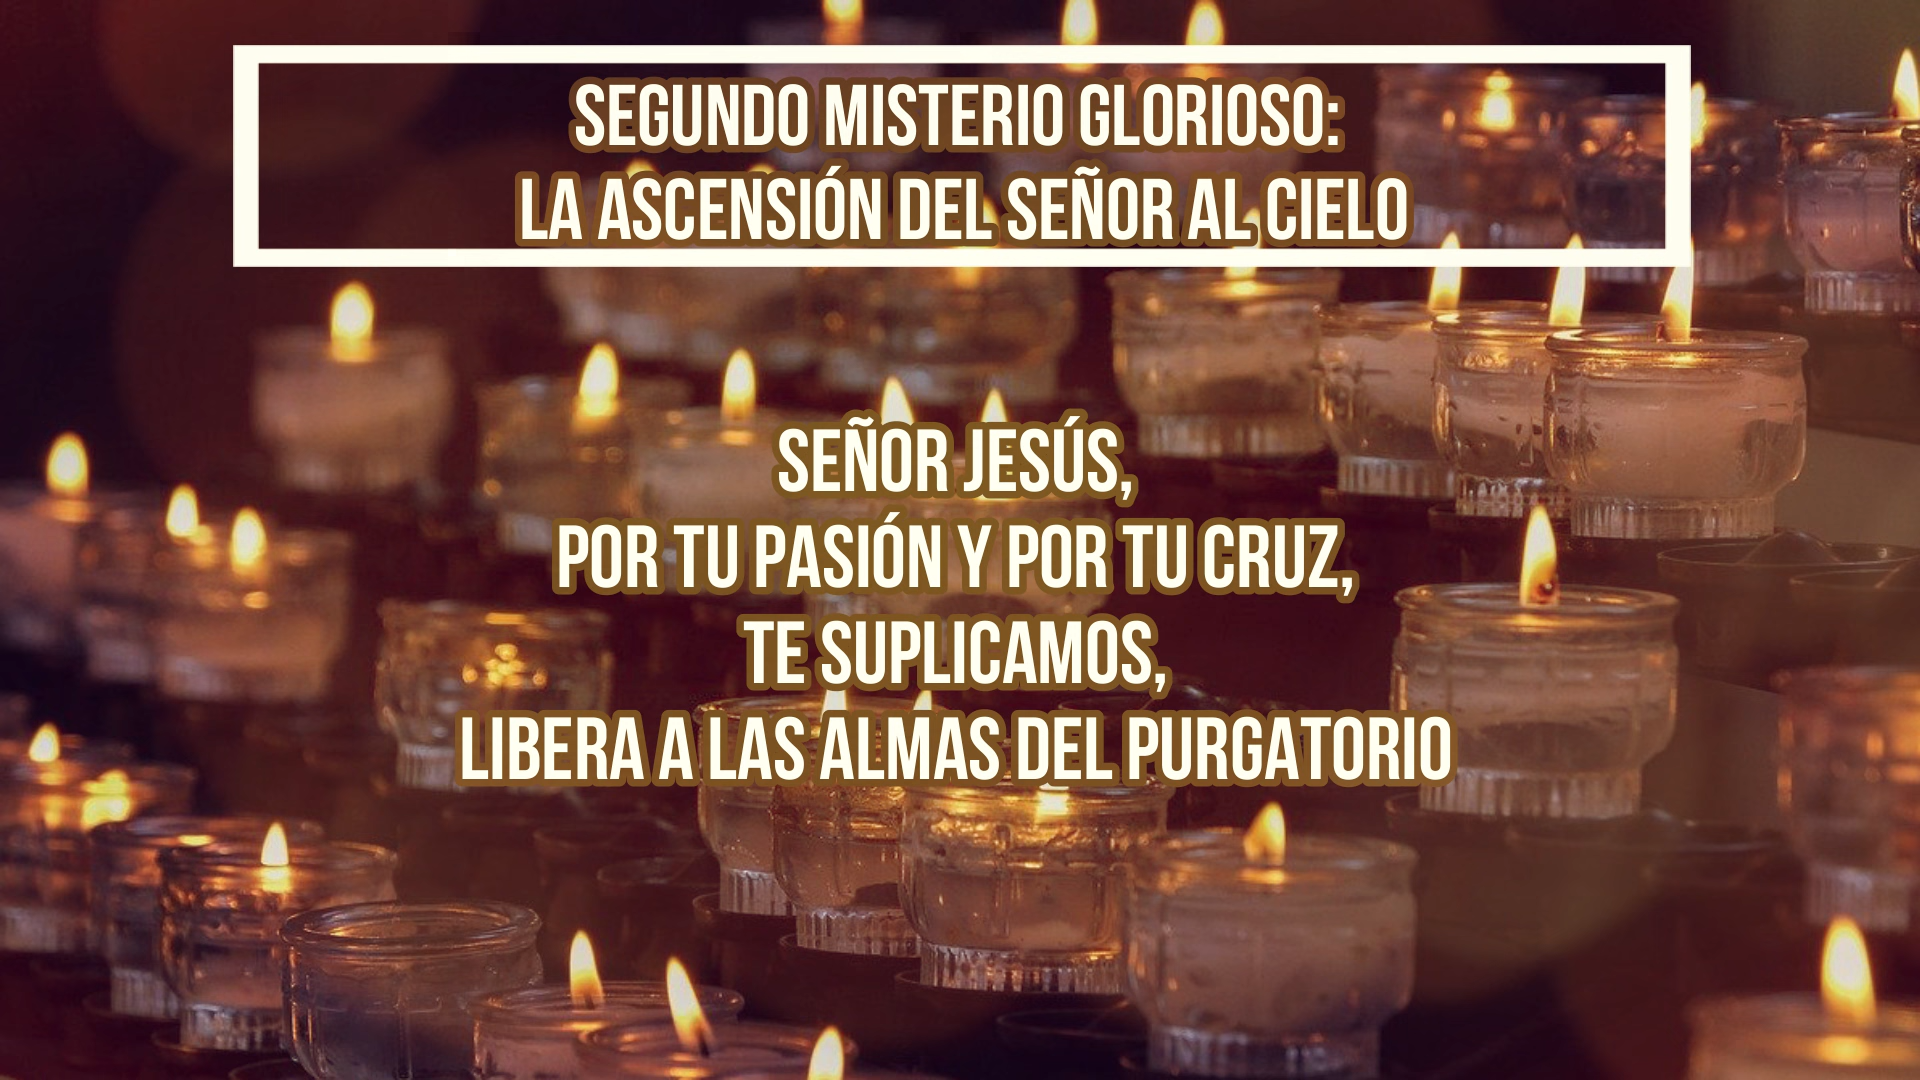 SEGUNDO MISTERIO GLORIOSO:
LA ASCENSIÓN DEL SEÑOR AL CIELO
SEÑOR JESÚS,
POR TU PASIÓN Y POR TU CRUZ,
TE SUPLICAMOS,
LIBERA A LAS ALMAS DEL PURGATORIO